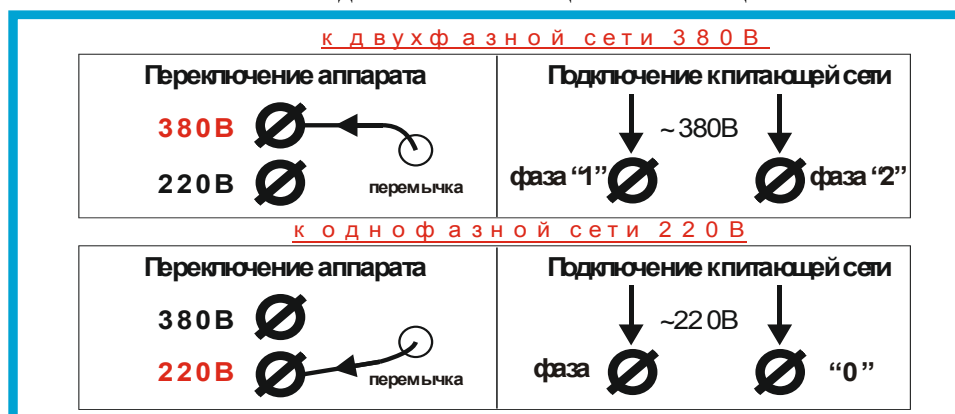 к двухфазной сети 380В
Переключение аппарата
380В
220В
перемычка
Подключение к питающей сети
~380В
фаза “1”
фаза “2”
к однофазной сети 220В
Переключение аппарата
380В
220В
перемычка
Подключение к питающей сети
~220В
фаза
“0”